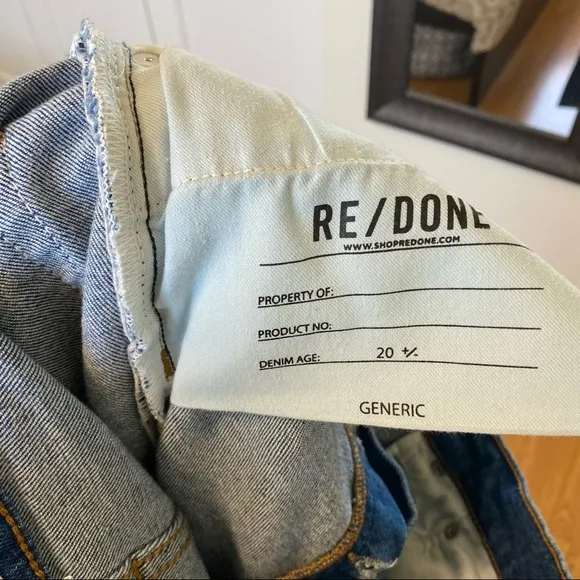 RE/DONE
WWW.SHOPREDONE.COM
PROPERTY OF:
PRODUCT NO:
DENIM AGE: 20 +/-
GENERIC